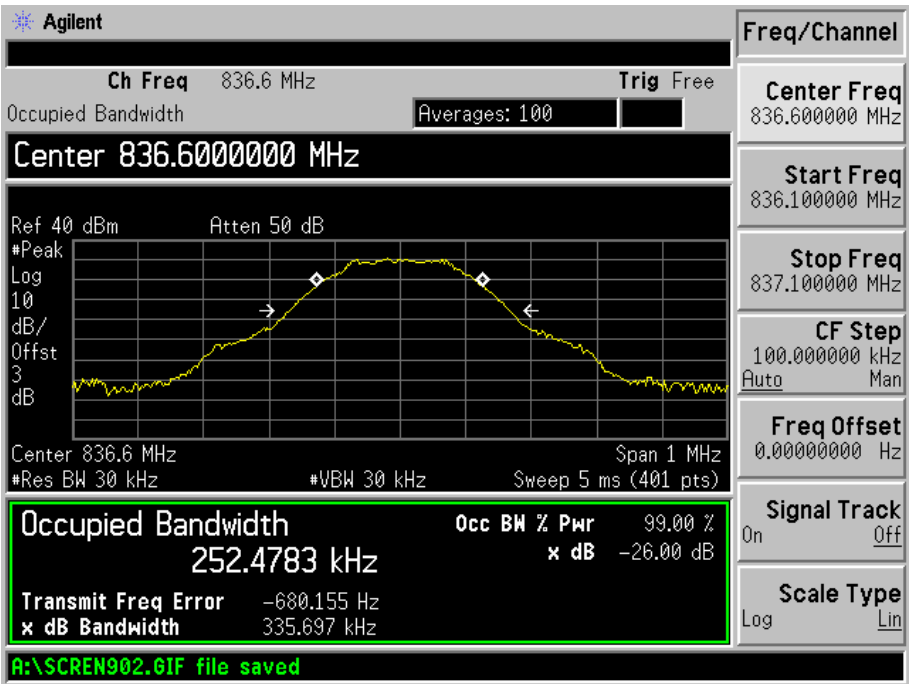 Agilent
Ch Freq 836.6 MHz Trig Free
Occupied Bandwidth Averages: 100
Center 836.6000000 MHz
Ref 40 dBm Atten 50 dB
#Peak
Log
10
dB/
Offst
3
dB
Center 836.6 MHz Span 1 MHz
#Res BW 30 kHz #VBW 30 kHz Sweep 5 ms (401 pts)
Occupied Bandwidth Occ BW % Pwr 99.00 %
252.4783 kHz x dB -26.00 dB
Transmit Freq Error -680.155 Hz
x dB Bandwidth 335.697 kHz
A:\SCREN902.GIF file saved
Freq/Channel
Center Freq
836.600000 MHz
Start Freq
836.100000 MHz
Stop Freq
837.100000 MHz
CF Step
100.000000 kHz
Auto Man
Freq Offset
0.00000000 Hz
Signal Track
On Off
Scale Type
Log Lin